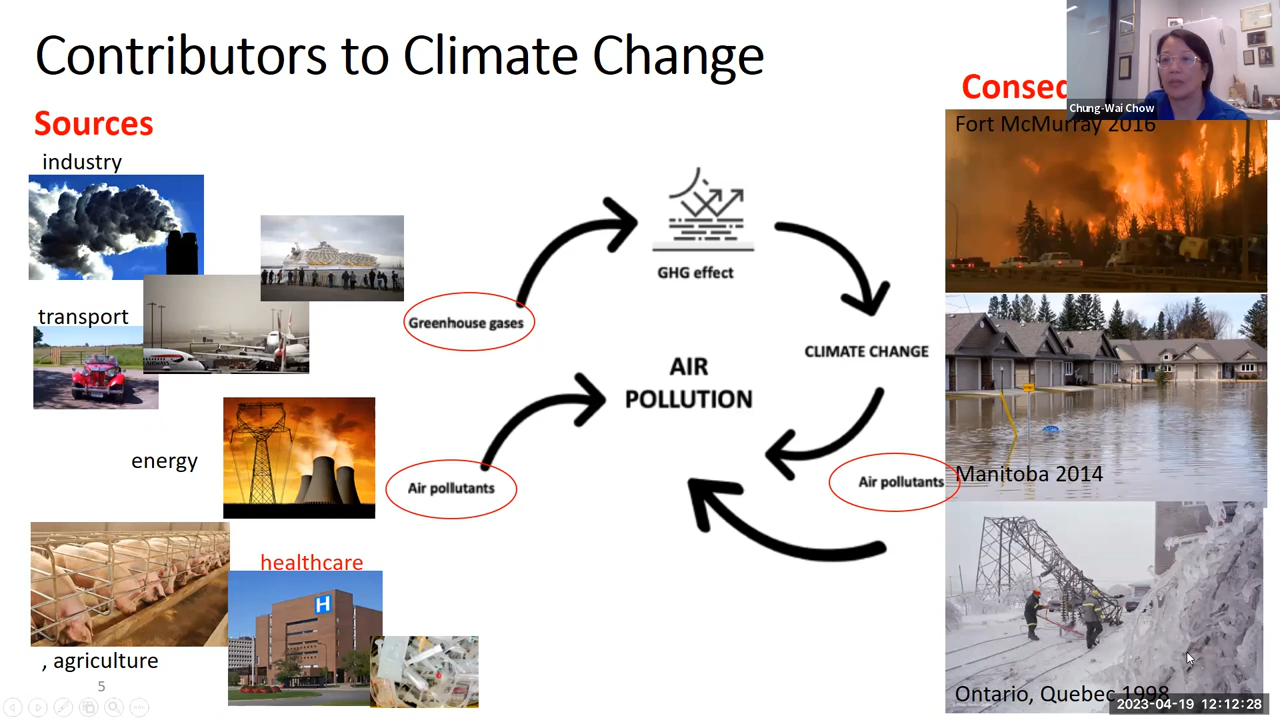 Contributors to Climate Change
Sources
Conseq
Chung-Wai Chow
industry
Fort McMurray 2016
GHG effect
transport
Greenhouse gases
CLIMATE CHANGE
AIR
POLLUTION
energy
Air pollutants
Air pollutants
Manitoba 2014
healthcare
H
, agriculture
5
Ontario, Quebec 1998
2023-04-19 12:12:28